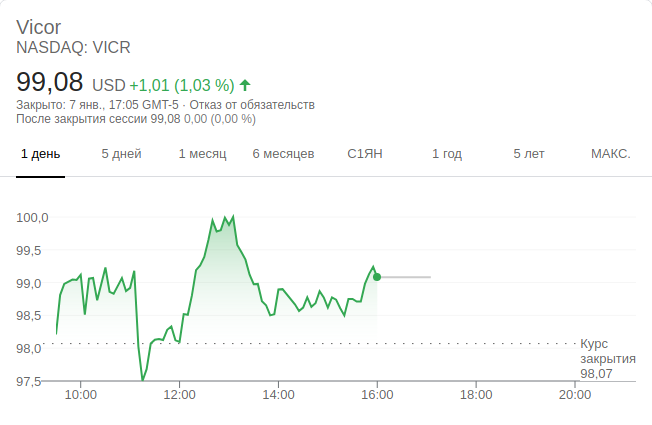 Vicor
NASDAQ: VICR
99,08 USD +1,01 (1,03 %)
Закрыто: 7 янв., 17:05 GMT-5 · Отказ от обязательств
После закрытия сессии 99,08 0,00 (0,00 %)
1 день 5 дней 1 месяц 6 месяцев С1ЯН 1 год 5 лет МАКС.
100,0
99,5
99,0
98,5
98,0
97,5
Курс
закрытия
98,07
10:00 12:00 14:00 16:00 18:00 20:00